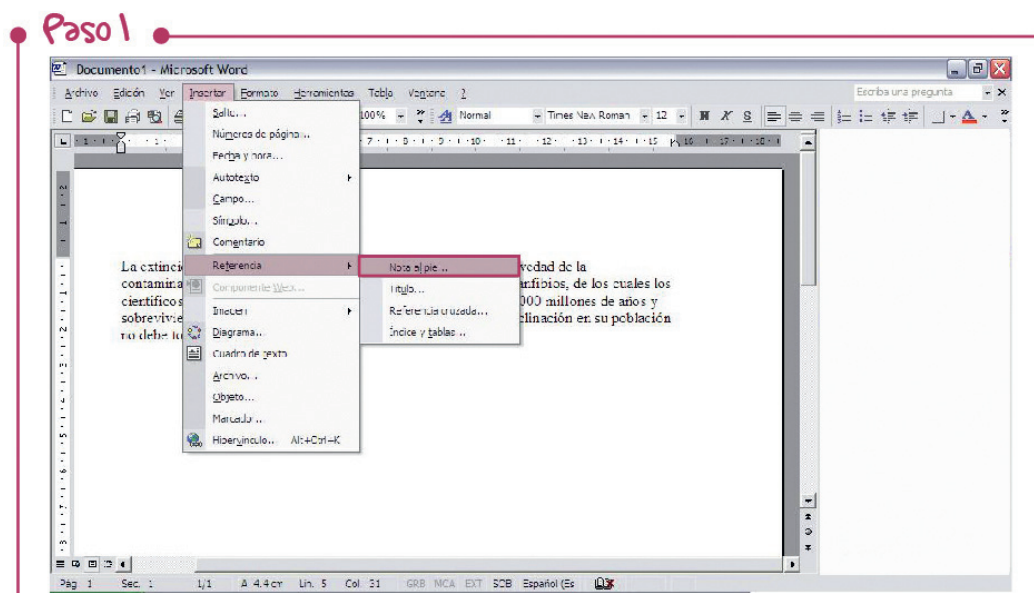 Paso 1
Documento1 - Microsoft Word
Archivo Edición Ver Insertar Formato Herramientas Tabla Ventana ?
Escriba una pregunta
100% Normal Times New Roman 12 N K S
Salto...
Números de página...
Fecha y hora...
Autotexto
Campo...
Símbolo...
Comentario
Referencia
Nota al pie...
Componente Web...
Título...
Imagen
Referencia cruzada...
Diagrama...
Índice y tablas...
Cuadro de texto
Archivo...
Objeto...
Marcador...
Hipervínculo... Alt+Ctrl+K
La extinci vedad de la
contamina anfibios, de los cuales los
científicos 000 millones de años y
sobrevivie clinación en su población
no debe to
Pág. 1 Sec. 1 1/1 A 4,4 cm Lín. 5 Col. 31 GRB MCA EXT SOB Español (Es